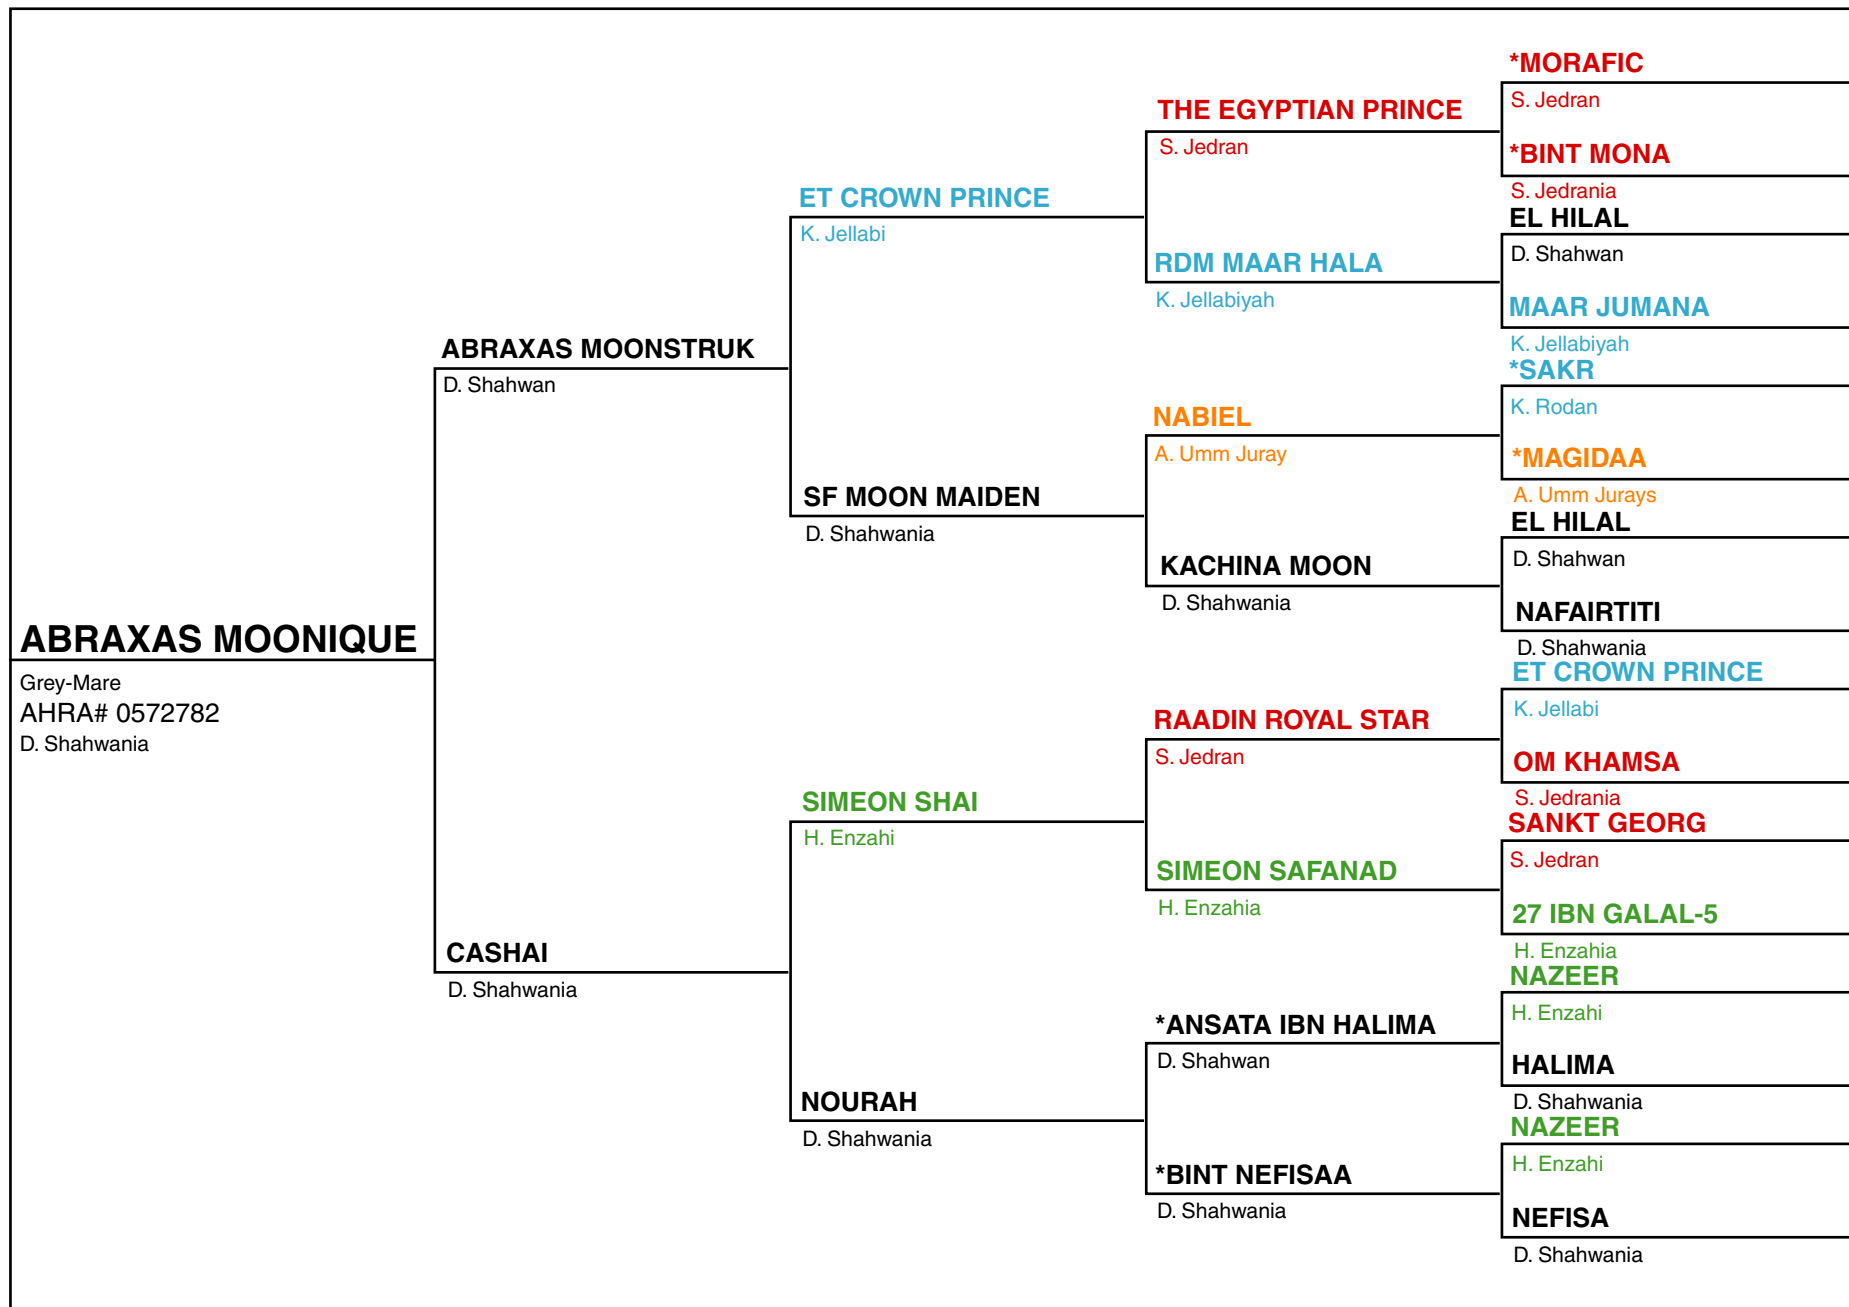 *MORAFIC
S. Jedran
THE EGYPTIAN PRINCE
S. Jedran
*BINT MONA
S. Jedrania
ET CROWN PRINCE
K. Jellabi
EL HILAL
D. Shahwan
RDM MAAR HALA
K. Jellabiyah
MAAR JUMANA
K. Jellabiyah
ABRAXAS MOONSTRUK
D. Shahwan
*SAKR
K. Rodan
NABIEL
A. Umm Juray
*MAGIDAA
A. Umm Jurays
SF MOON MAIDEN
D. Shahwania
EL HILAL
D. Shahwan
KACHINA MOON
D. Shahwania
NAFAIRTITI
D. Shahwania
ABRAXAS MOONIQUE
Grey-Mare
AHRA# 0572782
D. Shahwania
ET CROWN PRINCE
K. Jellabi
RAADIN ROYAL STAR
S. Jedran
OM KHAMSA
S. Jedrania
SIMEON SHAI
H. Enzahi
SANKT GEORG
S. Jedran
SIMEON SAFANAD
H. Enzahia
27 IBN GALAL-5
H. Enzahia
CASHAI
D. Shahwania
NAZEER
H. Enzahi
*ANSATA IBN HALIMA
D. Shahwan
HALIMA
D. Shahwania
NOURAH
D. Shahwania
NAZEER
H. Enzahi
*BINT NEFISAA
D. Shahwania
NEFISA
D. Shahwania